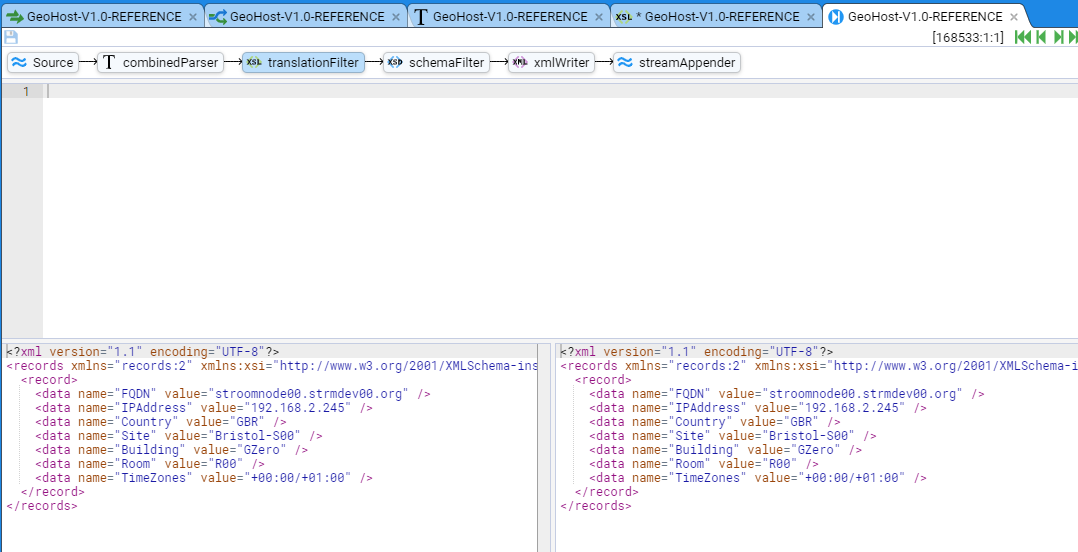 GeoHost-V1.0-REFERENCE × GeoHost-V1.0-REFERENCE × T GeoHost-V1.0-REFERENCE × XSL * GeoHost-V1.0-REFERENCE × GeoHost-V1.0-REFERENCE ×
[168533:1:1]
Source T combinedParser XSL translationFilter XSD schemaFilter XML xmlWriter streamAppender
1
<?xml version="1.1" encoding="UTF-8"?>
<records xmlns="records:2" xmlns:xsi="http://www.w3.org/2001/XMLSchema-ins
<record>
<data name="FQDN" value="stroomnode00.strmdev00.org" />
<data name="IPAddress" value="192.168.2.245" />
<data name="Country" value="GBR" />
<data name="Site" value="Bristol-S00" />
<data name="Building" value="GZero" />
<data name="Room" value="R00" />
<data name="TimeZones" value="+00:00/+01:00" />
</record>
</records>
<?xml version="1.1" encoding="UTF-8"?>
<records xmlns="records:2" xmlns:xsi="http://www.w3.org/2001/XMLSchema-i
<record>
<data name="FQDN" value="stroomnode00.strmdev00.org" />
<data name="IPAddress" value="192.168.2.245" />
<data name="Country" value="GBR" />
<data name="Site" value="Bristol-S00" />
<data name="Building" value="GZero" />
<data name="Room" value="R00" />
<data name="TimeZones" value="+00:00/+01:00" />
</record>
</records>